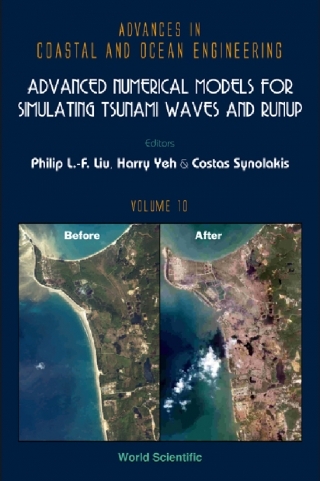 ADVANCES IN
COASTAL AND OCEAN ENGINEERING
ADVANCED NUMERICAL MODELS FOR
SIMULATING TSUNAMI WAVES AND RUNUP
Editors
Philip L.-F. Liu, Harry Yeh & Costas Synolakis
VOLUME 10
Before
After
World Scientific